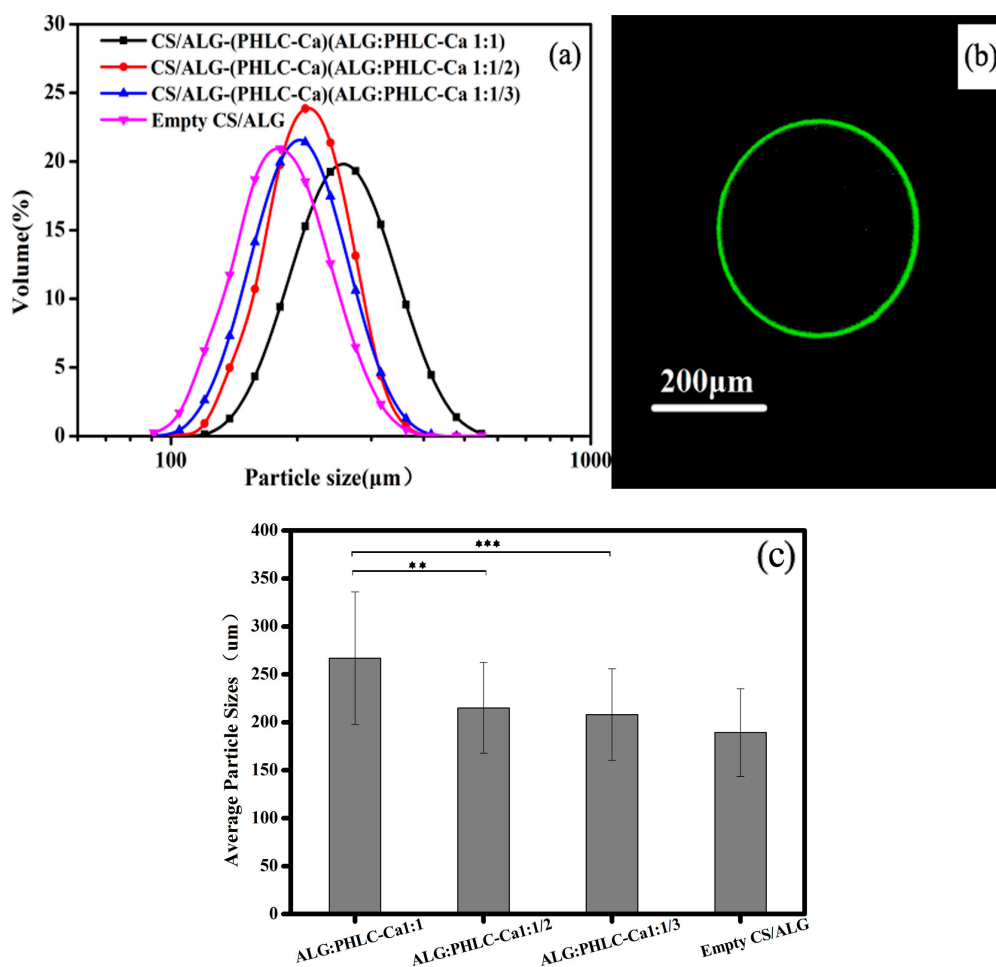 30
25
20
15
10
5
0
Volume(%)
CS/ALG-(PHLC-Ca)(ALG:PHLC-Ca 1:1)
CS/ALG-(PHLC-Ca)(ALG:PHLC-Ca 1:1/2)
CS/ALG-(PHLC-Ca)(ALG:PHLC-Ca 1:1/3)
Empty CS/ALG
(a)
100
1000
Particle size(μm）
(b)
200μm
400
350
300
250
200
150
100
50
0
Average Particle Sizes（um）
(c)
***
**
ALG:PHLC-Ca1:1
ALG:PHLC-Ca1:1/2
ALG:PHLC-Ca1:1/3
Empty CS/ALG